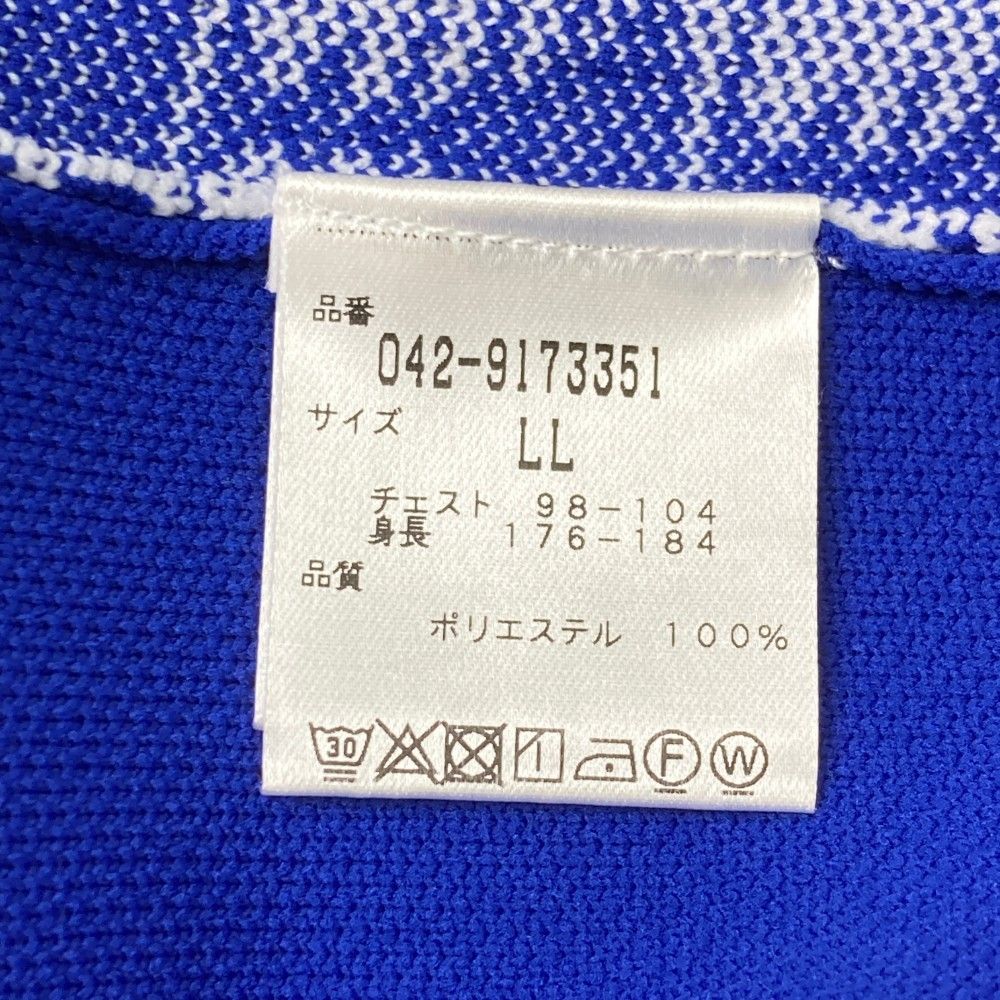 品番
042-9173351
サイズ
LL
チェスト 98-104
身長 176-184
品質
ポリエステル 100%
30 F W